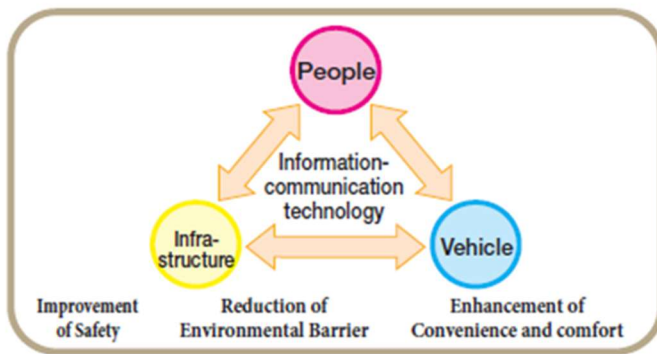 People
Information-
communication
technology
Infra-
structure
Vehicle
Improvement
of Safety
Reduction of
Environmental Barrier
Enhancement of
Convenience and comfort